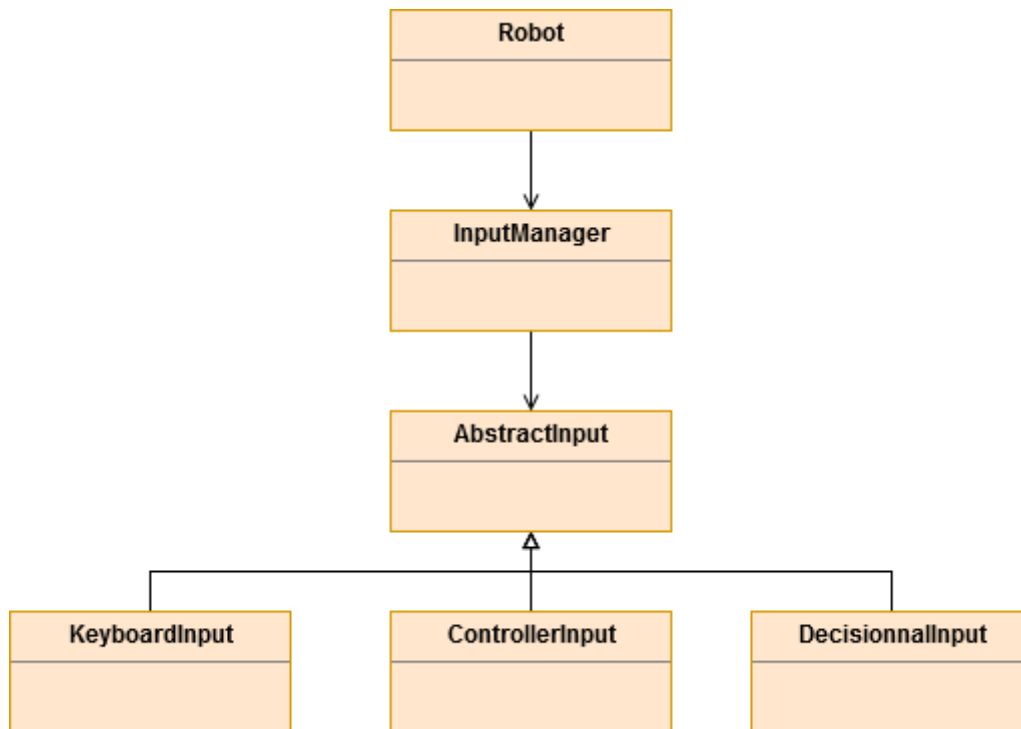 Robot
InputManager
AbstractInput
KeyboardInput
ControllerInput
DecisionnalInput